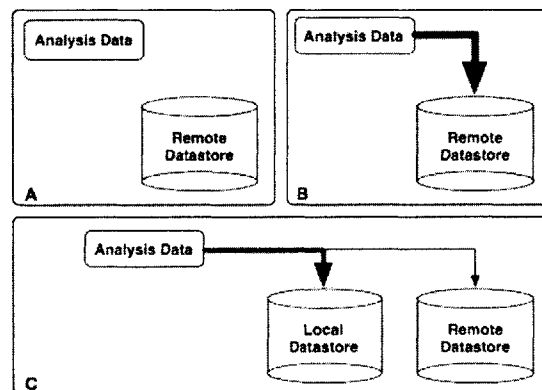 Analysis Data
Remote
Datastore
A
Analysis Data
Remote
Datastore
B
Analysis Data
Local
Datastore
Remote
Datastore
C